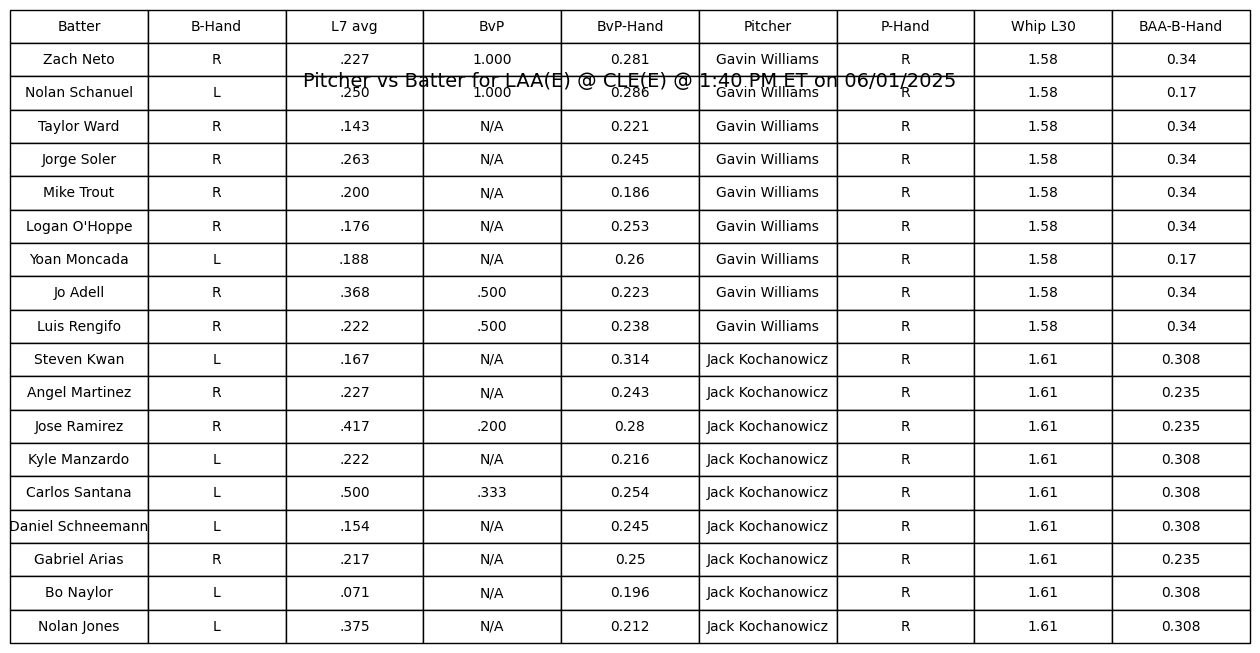 Batter B-Hand L7 avg BvP BvP-Hand Pitcher P-Hand Whip L30 BAA-B-Hand
Zach Neto R .227 1.000 0.281 Gavin Williams R 1.58 0.34
Pitcher vs Batter for LAA(E) @ CLE(E) @ 1:40 PM ET on 06/01/2025
Nolan Schanuel L .250 1.000 0.286 Gavin Williams R 1.58 0.17
Taylor Ward R .143 N/A 0.221 Gavin Williams R 1.58 0.34
Jorge Soler R .263 N/A 0.245 Gavin Williams R 1.58 0.34
Mike Trout R .200 N/A 0.186 Gavin Williams R 1.58 0.34
Logan O'Hoppe R .176 N/A 0.253 Gavin Williams R 1.58 0.34
Yoan Moncada L .188 N/A 0.26 Gavin Williams R 1.58 0.17
Jo Adell R .368 .500 0.223 Gavin Williams R 1.58 0.34
Luis Rengifo R .222 .500 0.238 Gavin Williams R 1.58 0.34
Steven Kwan L .167 N/A 0.314 Jack Kochanowicz R 1.61 0.308
Angel Martinez R .227 N/A 0.243 Jack Kochanowicz R 1.61 0.235
Jose Ramirez R .417 .200 0.28 Jack Kochanowicz R 1.61 0.235
Kyle Manzardo L .222 N/A 0.216 Jack Kochanowicz R 1.61 0.308
Carlos Santana L .500 .333 0.254 Jack Kochanowicz R 1.61 0.308
Daniel Schneemann L .154 N/A 0.245 Jack Kochanowicz R 1.61 0.308
Gabriel Arias R .217 N/A 0.25 Jack Kochanowicz R 1.61 0.235
Bo Naylor L .071 N/A 0.196 Jack Kochanowicz R 1.61 0.308
Nolan Jones L .375 N/A 0.212 Jack Kochanowicz R 1.61 0.308